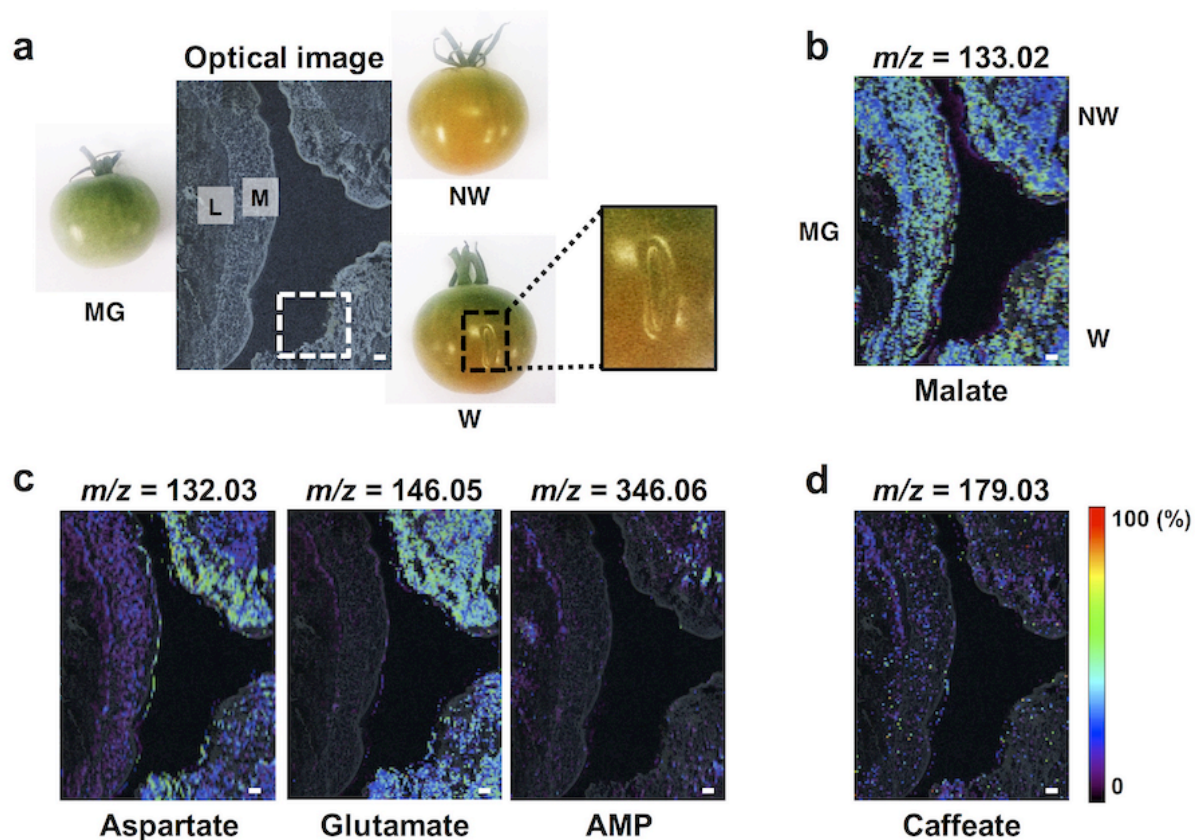 a
Optical image
MG
L
M
NW
W
b
m/z = 133.02
NW
MG
W
Malate
c
m/z = 132.03
m/z = 146.05
m/z = 346.06
Aspartate
Glutamate
AMP
d
m/z = 179.03
100 (%)
0
Caffeate